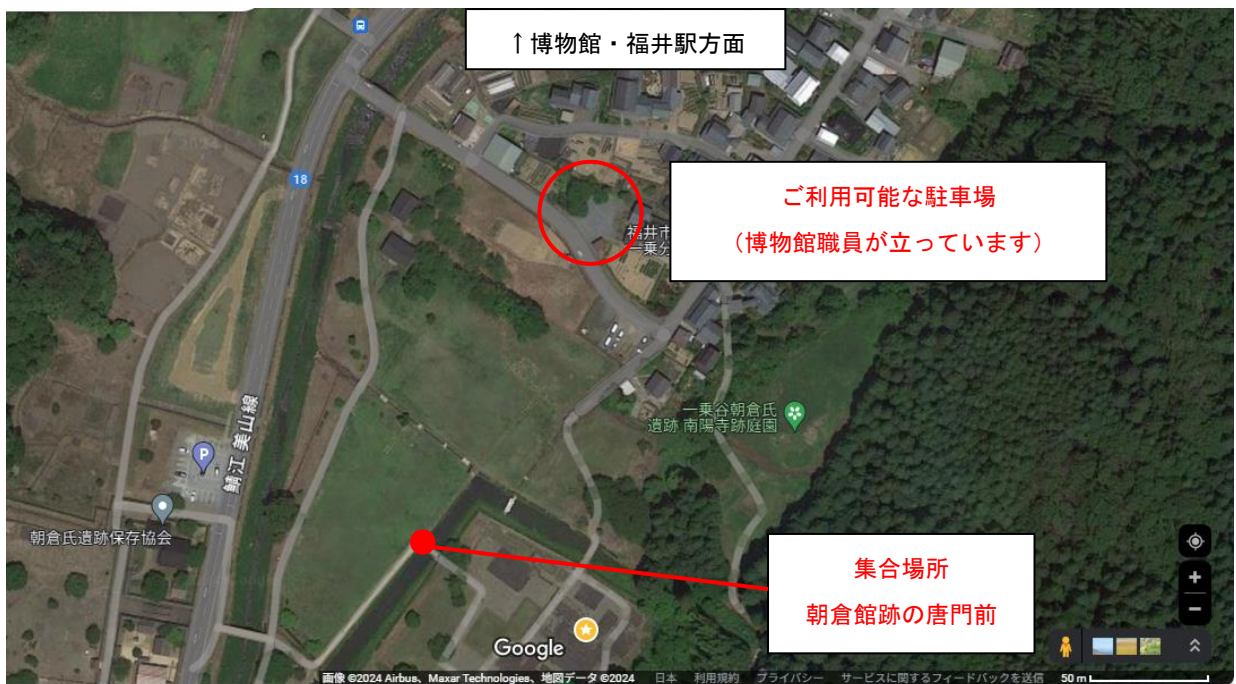 ↑博物館・福井駅方面
18
ご利用可能な駐車場
(博物館職員が立っています)
福井市
一乗分
一乗谷朝倉氏
遺跡 南陽寺跡庭園
鯖江 美山線
P
朝倉氏遺跡保存協会
集合場所
朝倉館跡の唐門前
Google
画像 ©2024 Airbus、Maxar Technologies、地図データ ©2024 日本 利用規約 プライバシー サービスに関するフィードバックを送信 50 m